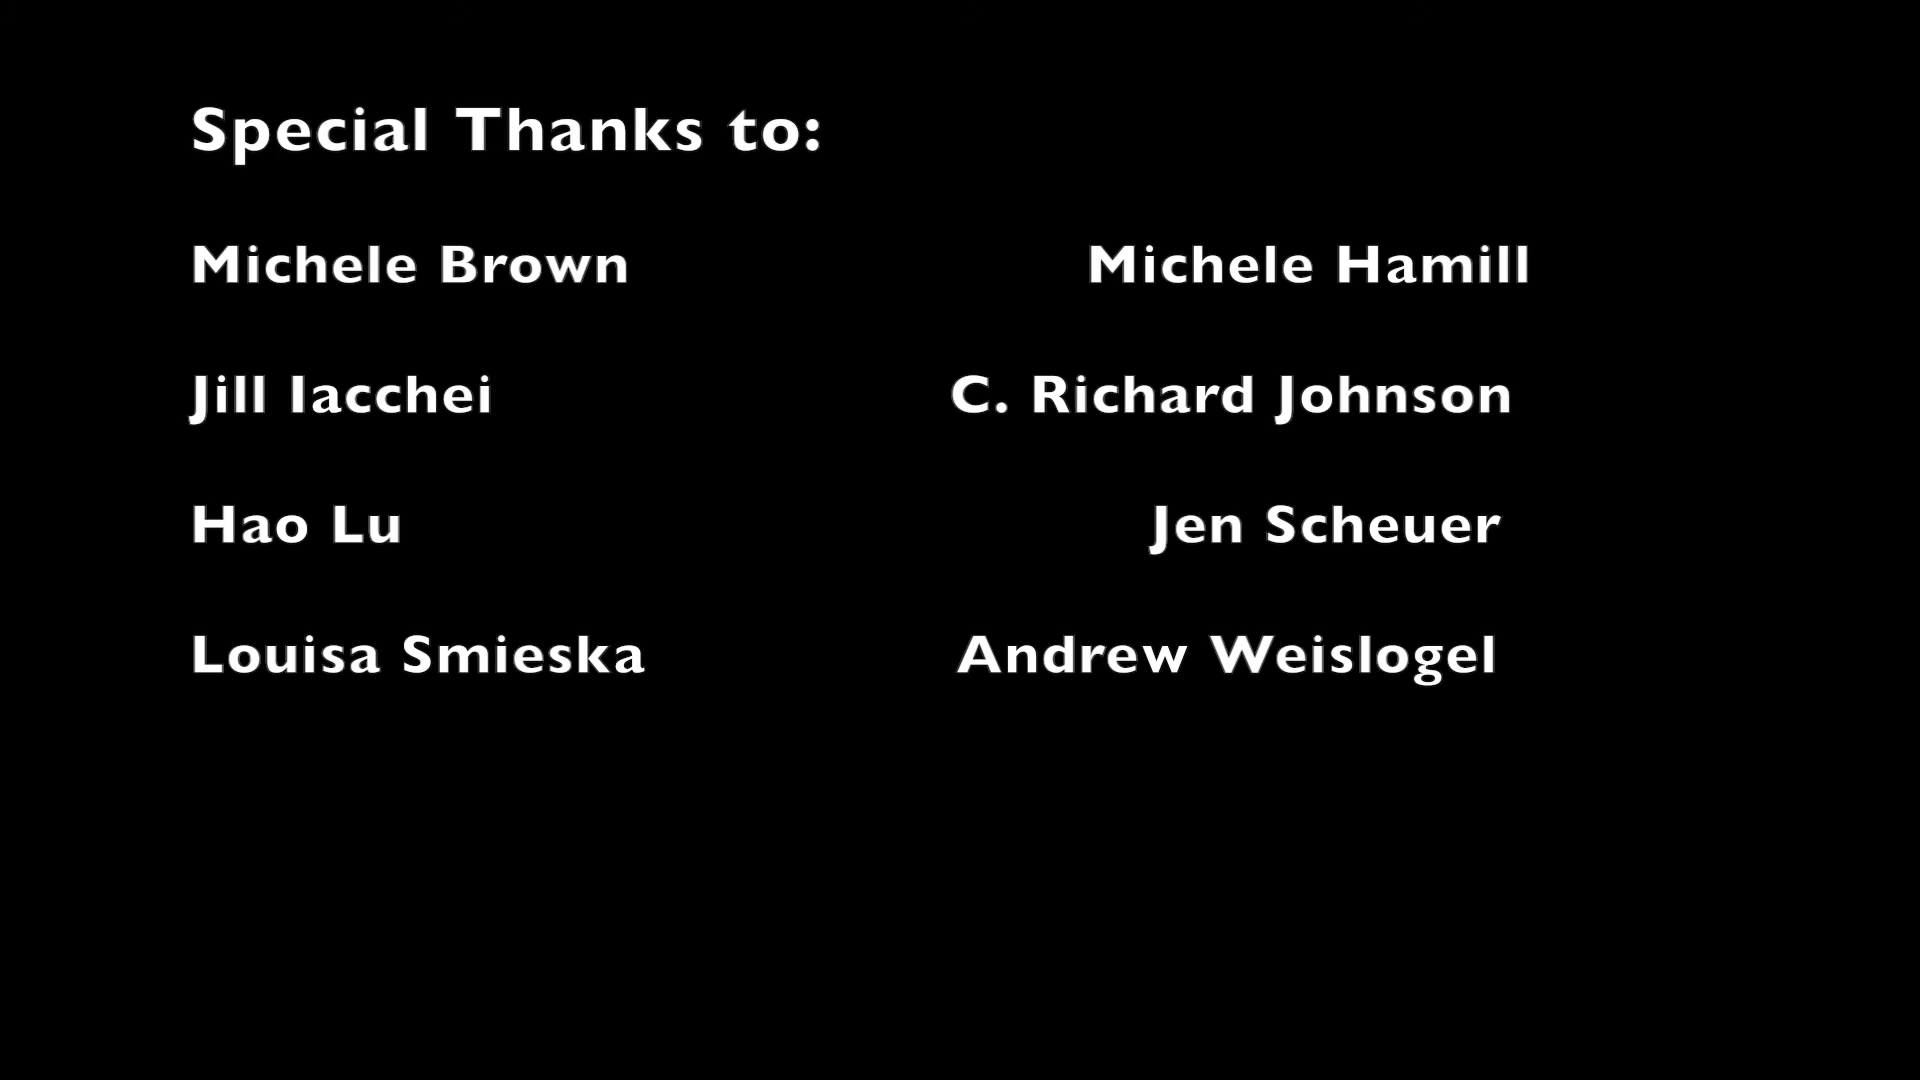 Special Thanks to:
Michele Brown Michele Hamill
Jill Iacchei C. Richard Johnson
Hao Lu Jen Scheuer
Louisa Smieska Andrew Weislogel